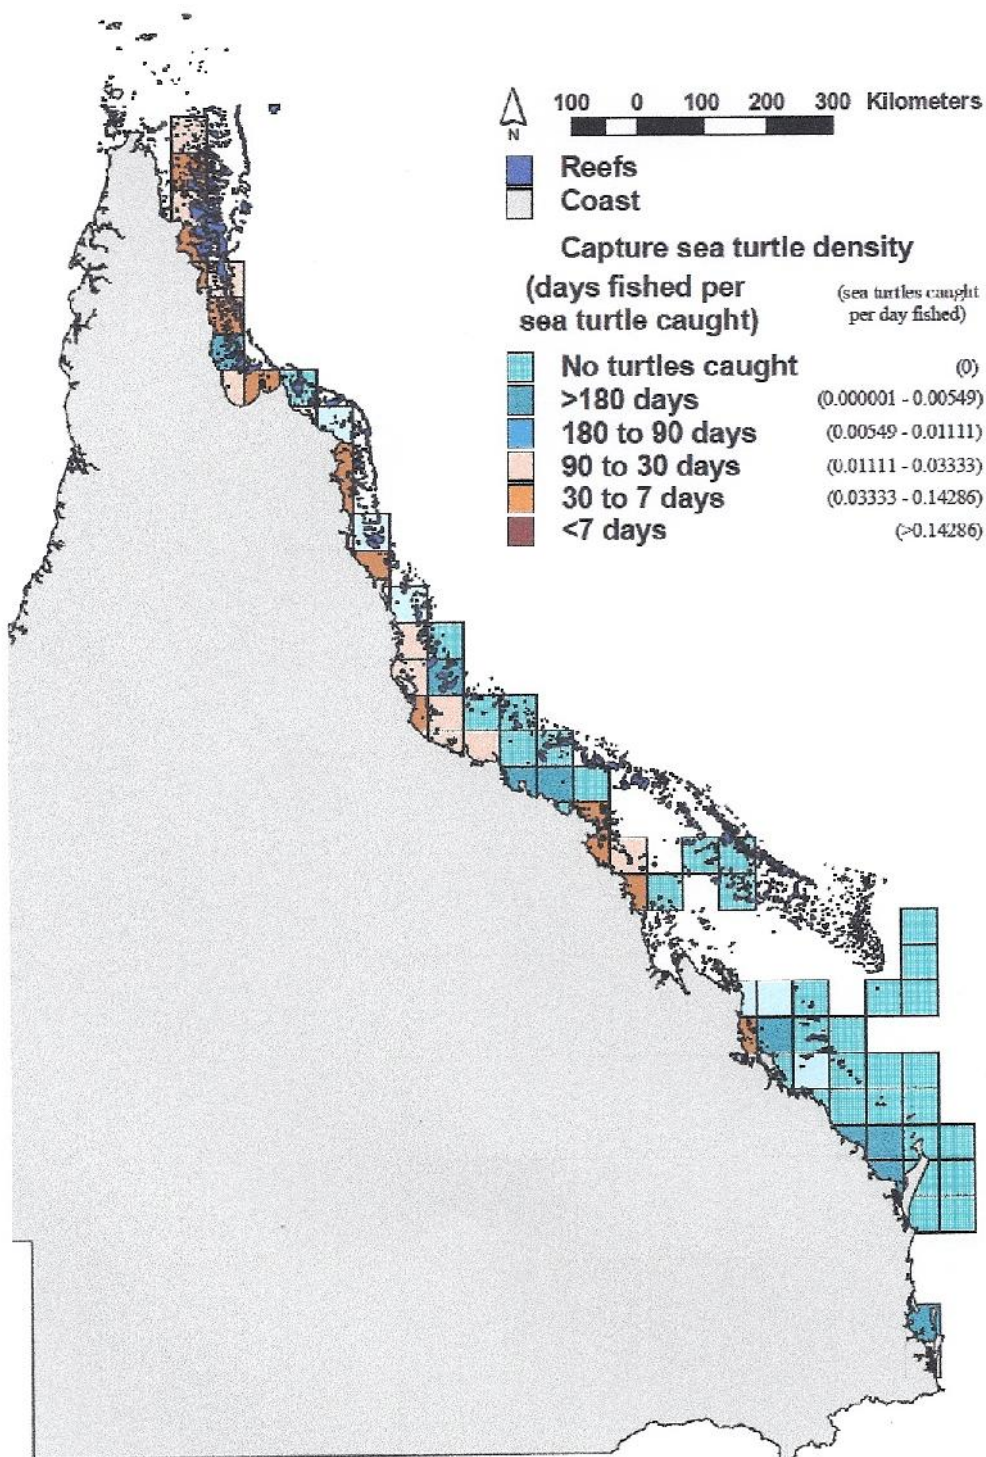 100 0 100 200 300 Kilometers
N
Reefs
Coast
Capture sea turtle density
(days fished per
sea turtle caught)
(sea turtles caught
per day fished)
No turtles caught (0)
>180 days (0.000001 - 0.00549)
180 to 90 days (0.00549 - 0.01111)
90 to 30 days (0.01111 - 0.03333)
30 to 7 days (0.03333 - 0.14286)
<7 days (>0.14286)